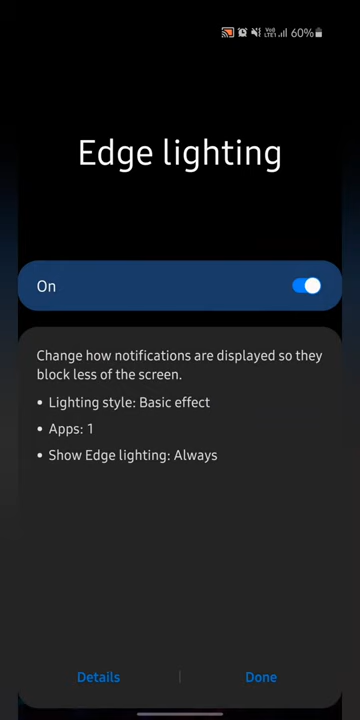 60%
Edge lighting
On
Change how notifications are displayed so they
block less of the screen.
• Lighting style: Basic effect
• Apps: 1
• Show Edge lighting: Always
Details | Done